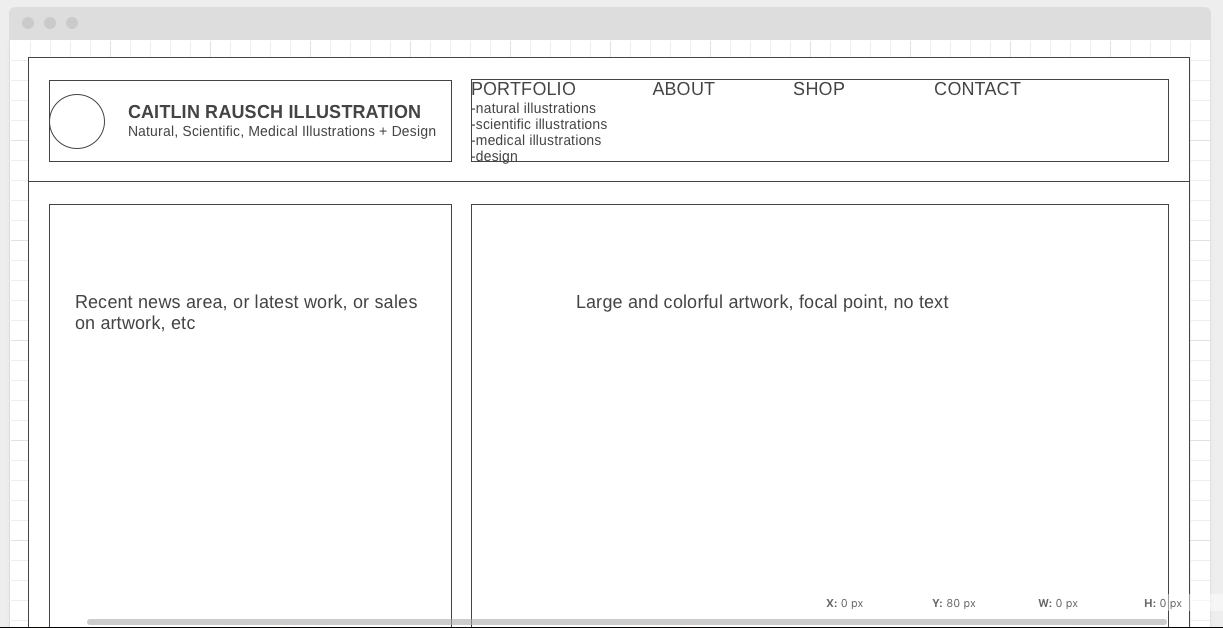 CAITLIN RAUSCH ILLUSTRATION
Natural, Scientific, Medical Illustrations + Design
PORTFOLIO ABOUT SHOP CONTACT
-natural illustrations
-scientific illustrations
-medical illustrations
-design
Recent news area, or latest work, or sales
on artwork, etc
Large and colorful artwork, focal point, no text
X: 0 px Y: 80 px W: 0 px H: 0 px